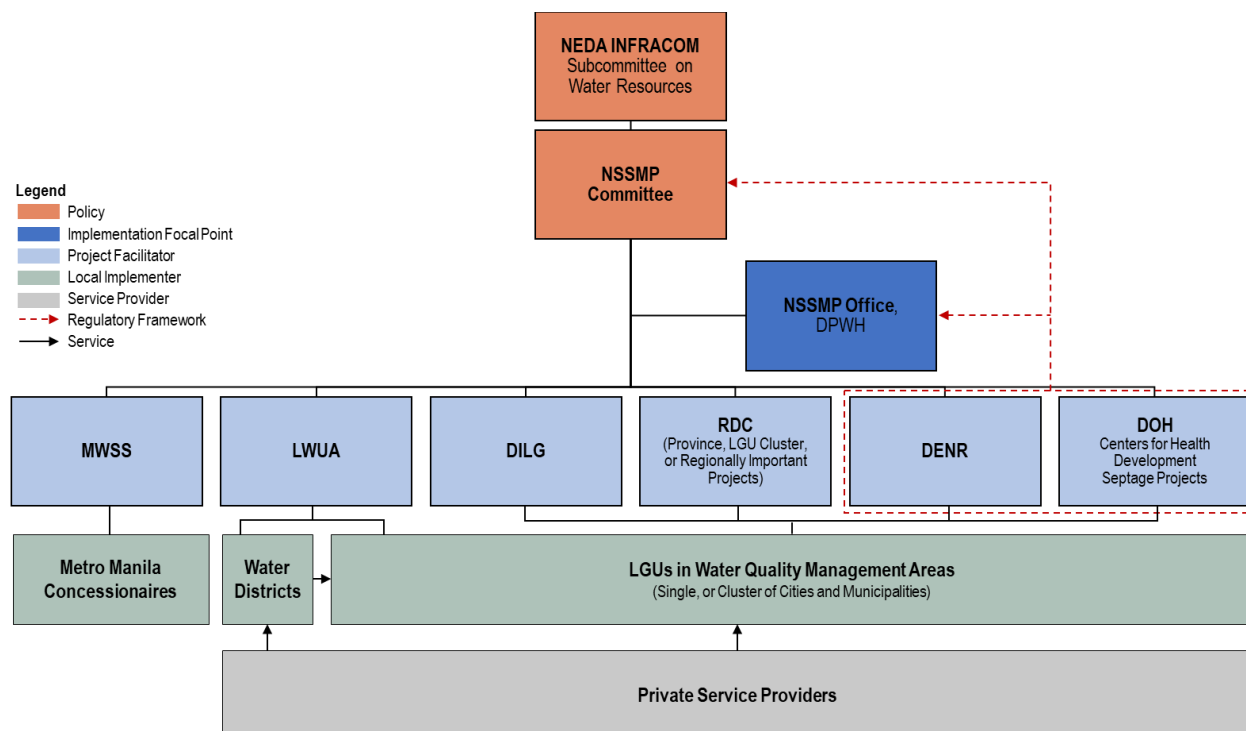 NEDA INFRACOM
Subcommittee on
Water Resources
NSSMP
Committee
Legend
Policy
Implementation Focal Point
Project Facilitator
Local Implementer
Service Provider
Regulatory Framework
Service
NSSMP Office,
DPWH
MWSS
LWUA
DILG
RDC
(Province, LGU Cluster,
or Regionally Important
Projects)
DENR
DOH
Centers for Health
Development
Septage Projects
Metro Manila
Concessionaires
Water
Districts
LGUs in Water Quality Management Areas
(Single, or Cluster of Cities and Municipalities)
Private Service Providers